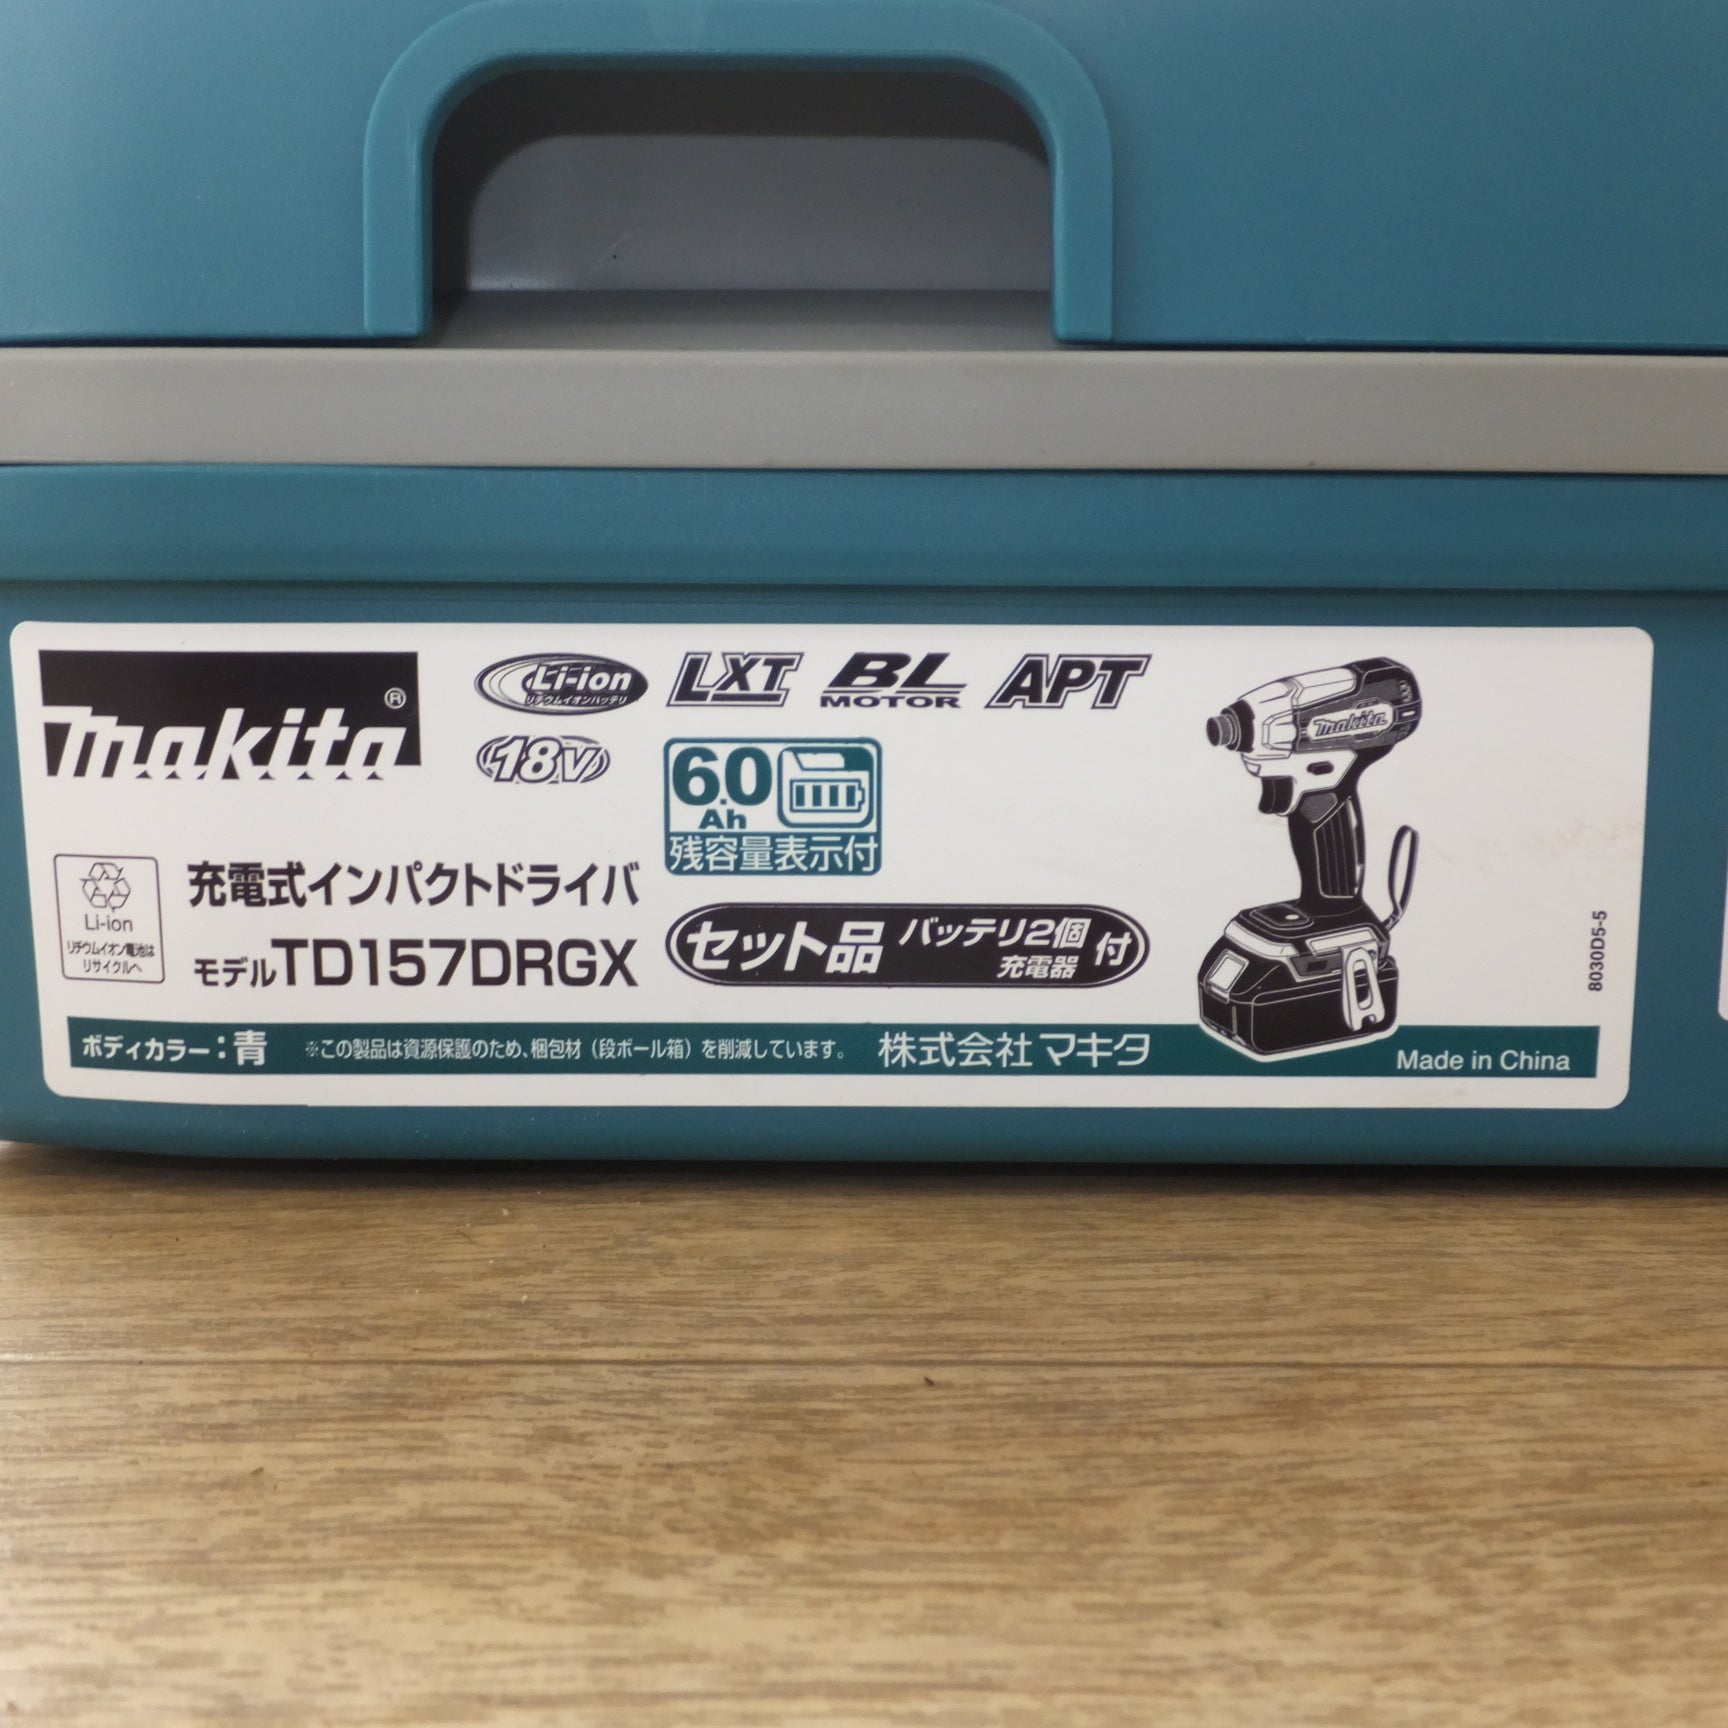 makita®
Li-ion
リチウムイオンバッテリ
LXT
BL
MOTOR
APT
18V
6.0
Ah
残容量表示付
Li-ion
リチウムイオン電池は
リサイクルへ
充電式インパクトドライバ
モデルTD157DRGX
セット品 バッテリ2個
充電器 付
makita
8030D5-5
ボディカラー：青 ※この製品は資源保護のため、梱包材（段ボール箱）を削減しています。 株式会社マキタ Made in China